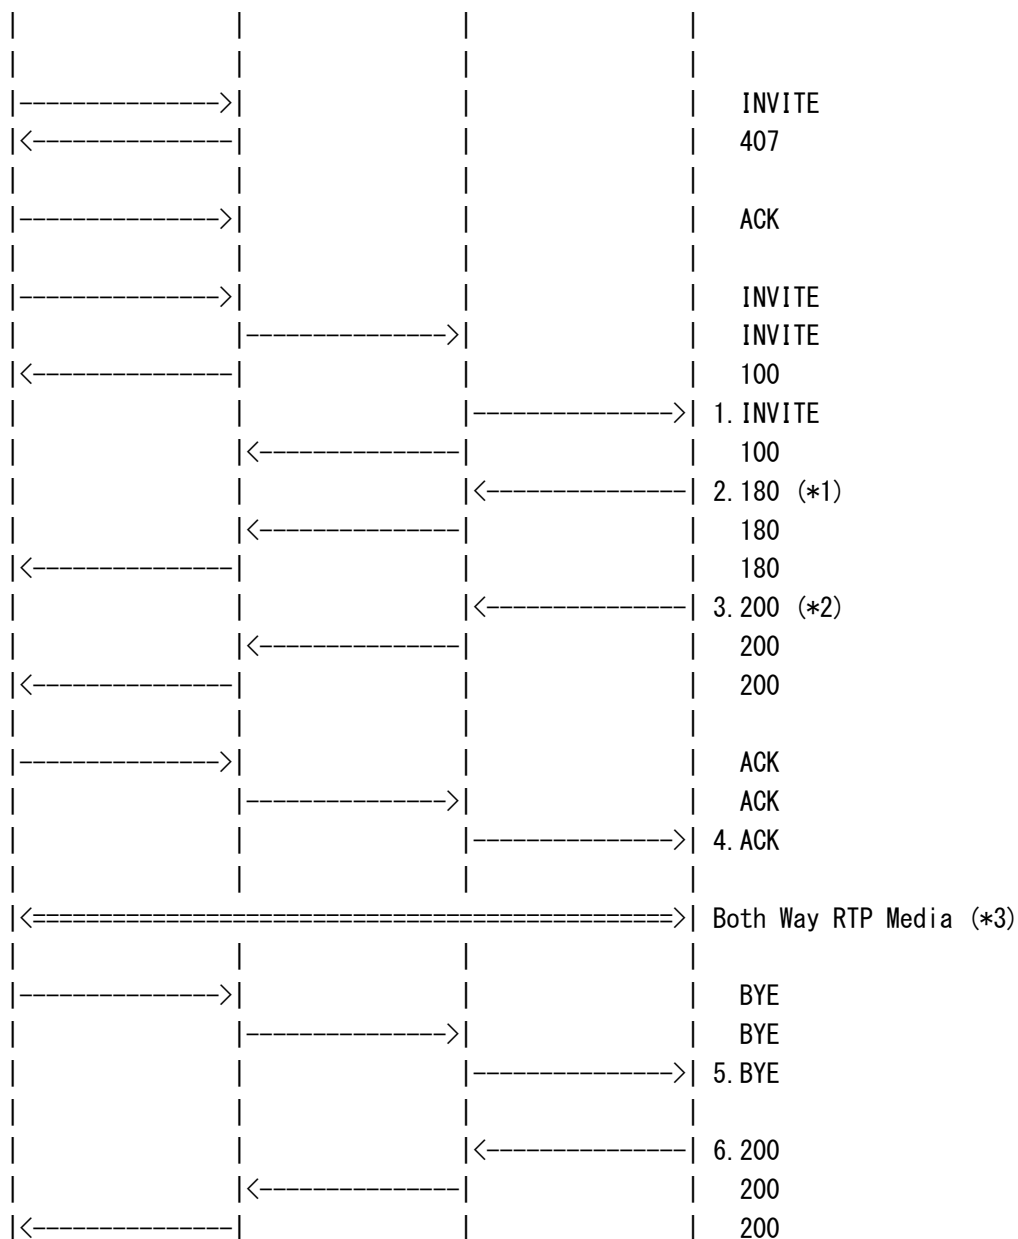 INVITE
407
ACK
INVITE
INVITE
100
1. INVITE
100
2. 180 (*1)
180
180
3. 200 (*2)
200
200
ACK
ACK
4. ACK
Both Way RTP Media (*3)
BYE
BYE
5. BYE
6. 200
200
200